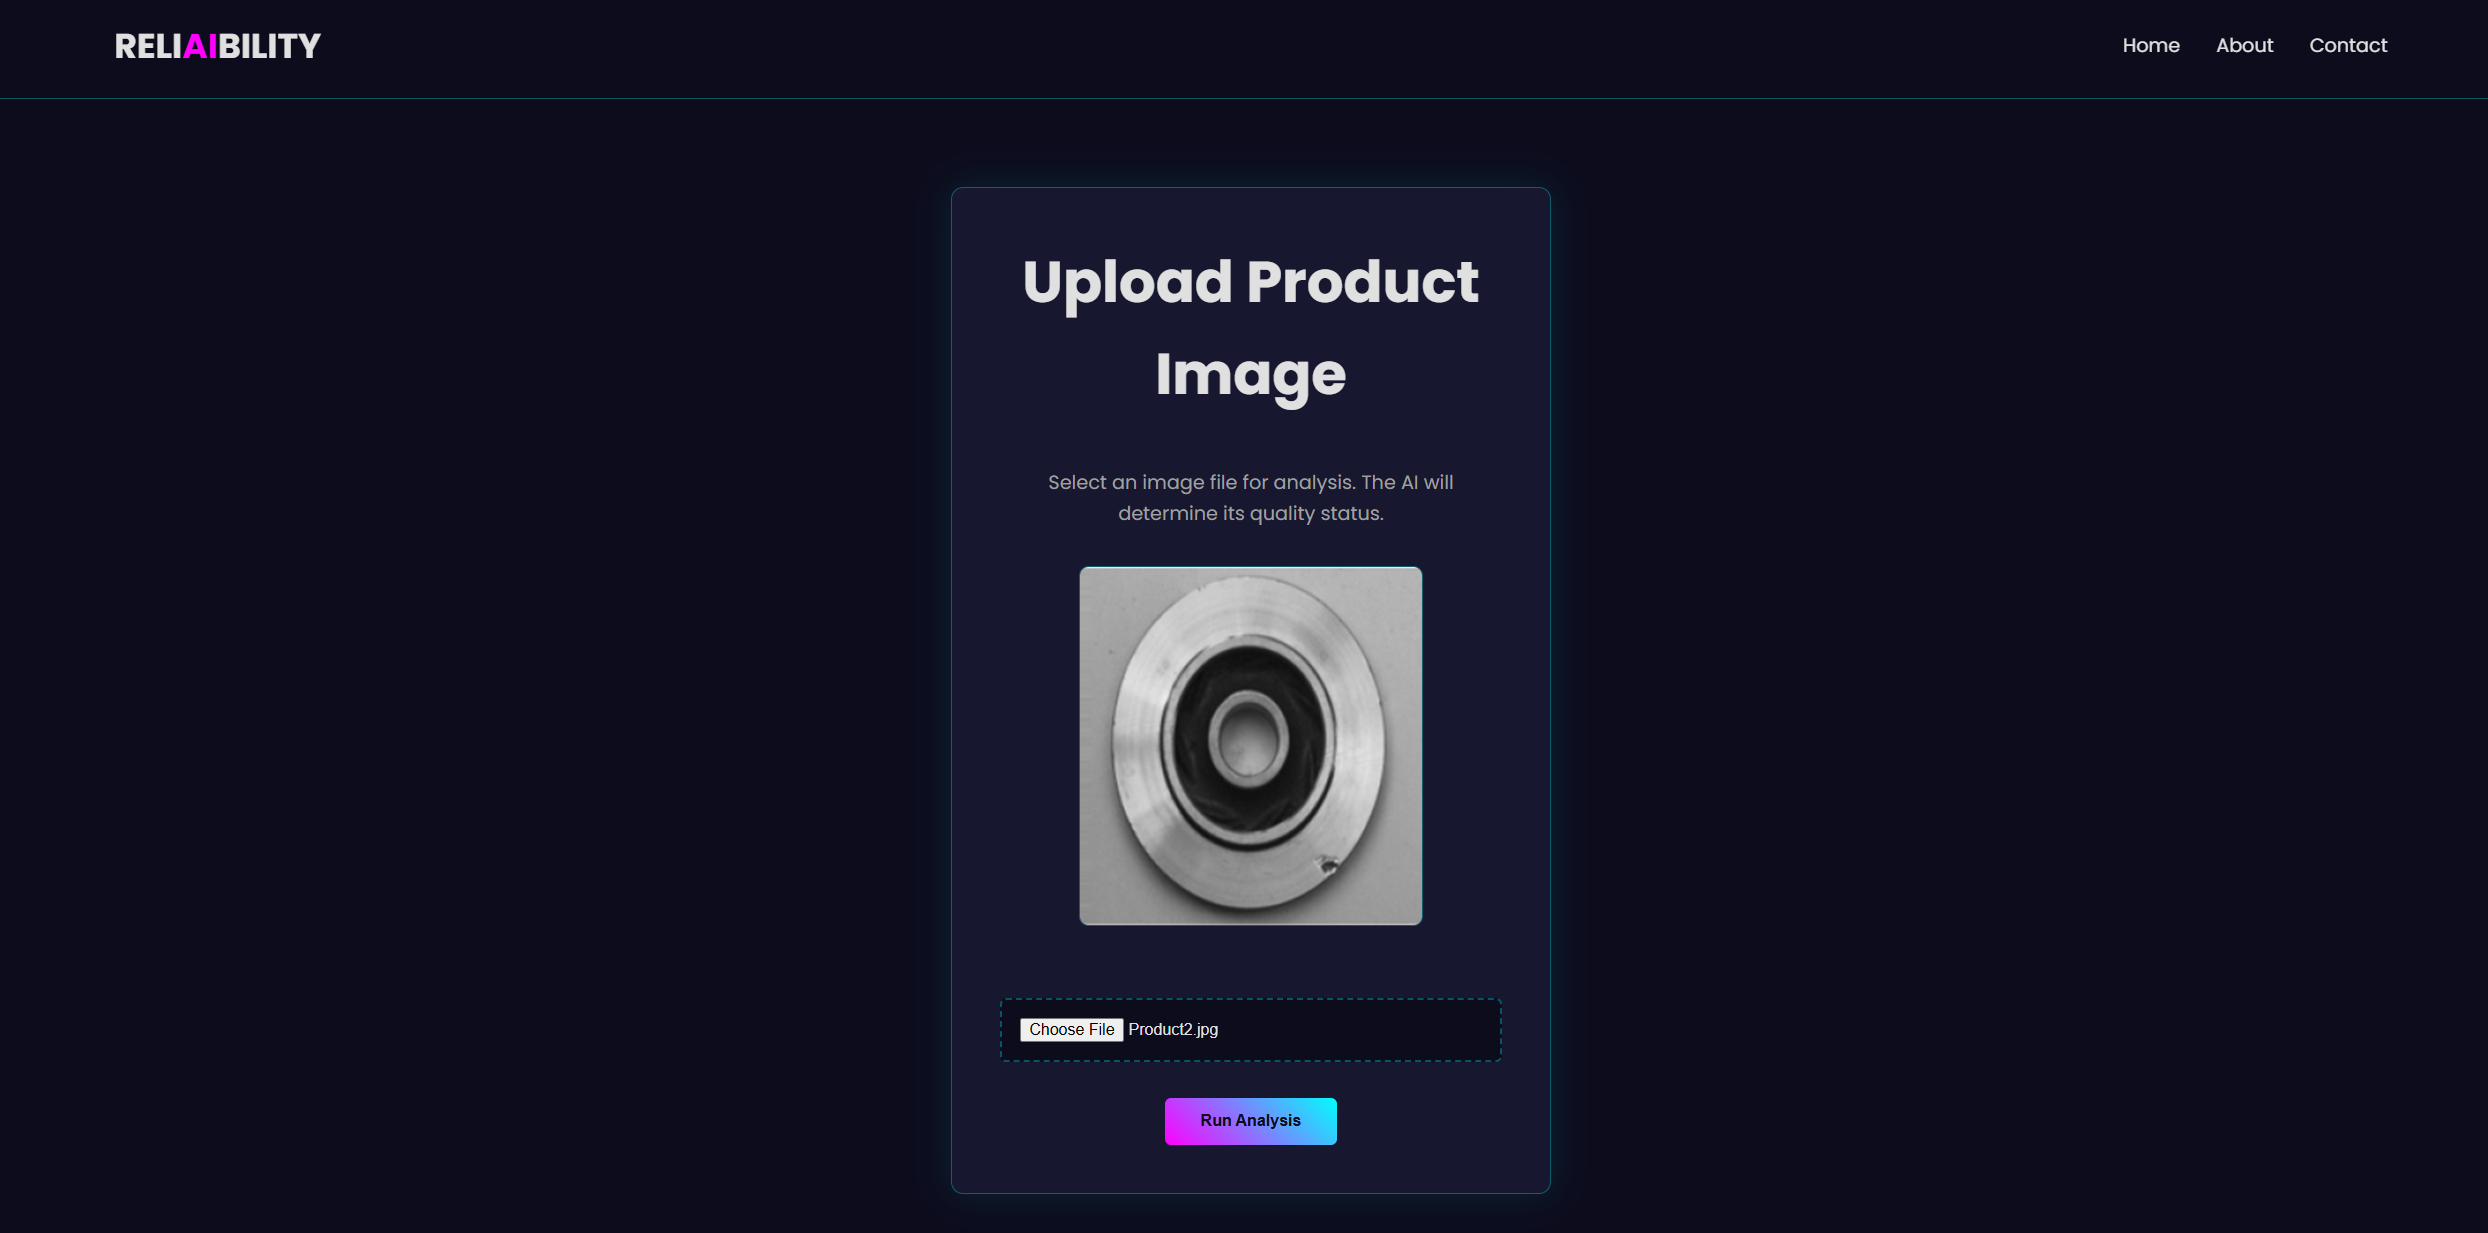 RELIAIBILITY
Home About Contact
Upload Product
Image
Select an image file for analysis. The AI will
determine its quality status.
Choose File Product2.jpg
Run Analysis